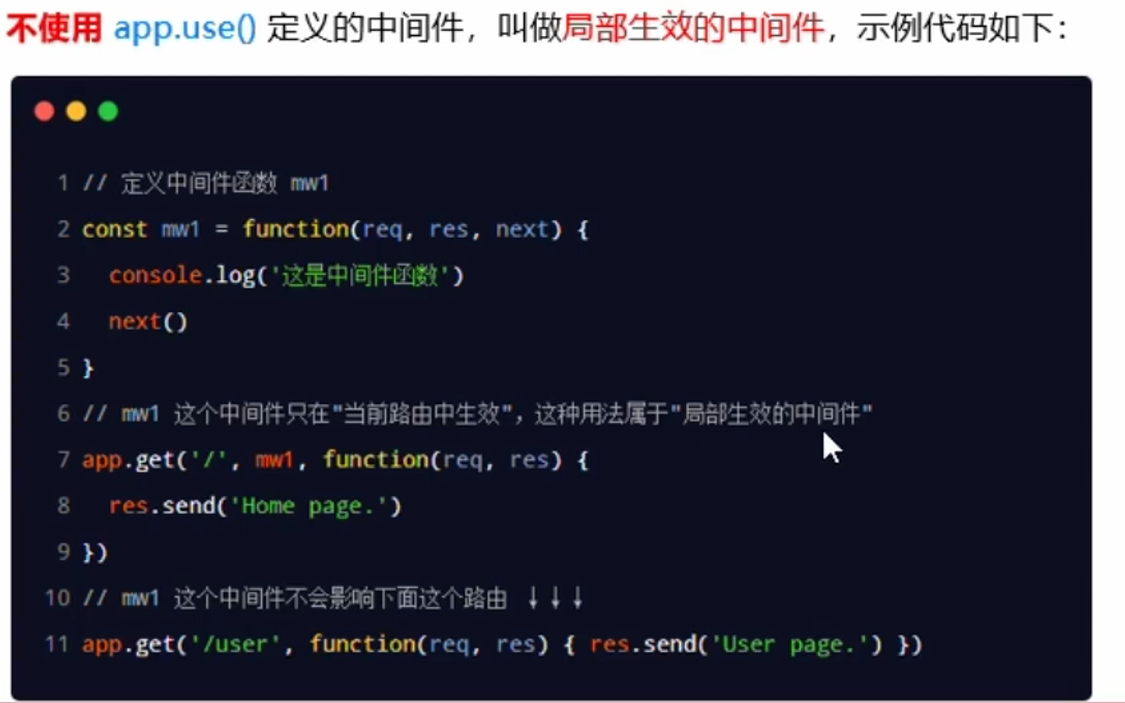 不使用 app.use() 定义的中间件，叫做局部生效的中间件，示例代码如下：
1 // 定义中间件函数 mw1
2 const mw1 = function(req, res, next) {
3   console.log('这是中间件函数')
4   next()
5 }
6 // mw1 这个中间件只在"当前路由中生效"，这种用法属于"局部生效的中间件"
7 app.get('/', mw1, function(req, res) {
8   res.send('Home page.')
9 })
10 // mw1 这个中间件不会影响下面这个路由 ↓↓↓
11 app.get('/user', function(req, res) { res.send('User page.') })